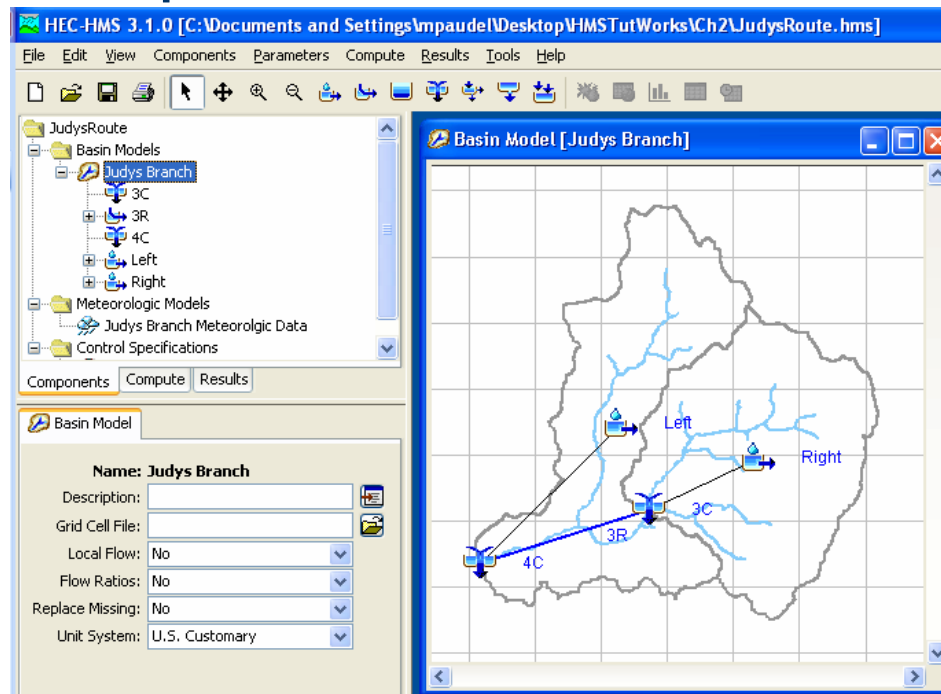 HEC-HMS 3.1.0 [C:\Documents and Settings\mpaudel\Desktop\HMSTutWorks\Ch2\JudysRoute.hms]
File Edit View Components Parameters Compute Results Tools Help
JudysRoute
Basin Models
Judys Branch
3C
3R
4C
Left
Right
Meteorologic Models
Judys Branch Meteorolgic Data
Control Specifications
Components Compute Results
Basin Model
Name: Judys Branch
Description:
Grid Cell File:
Local Flow: No
Flow Ratios: No
Replace Missing: No
Unit System: U.S. Customary
Basin Model [Judys Branch]
Left
Right
3C
3R
4C